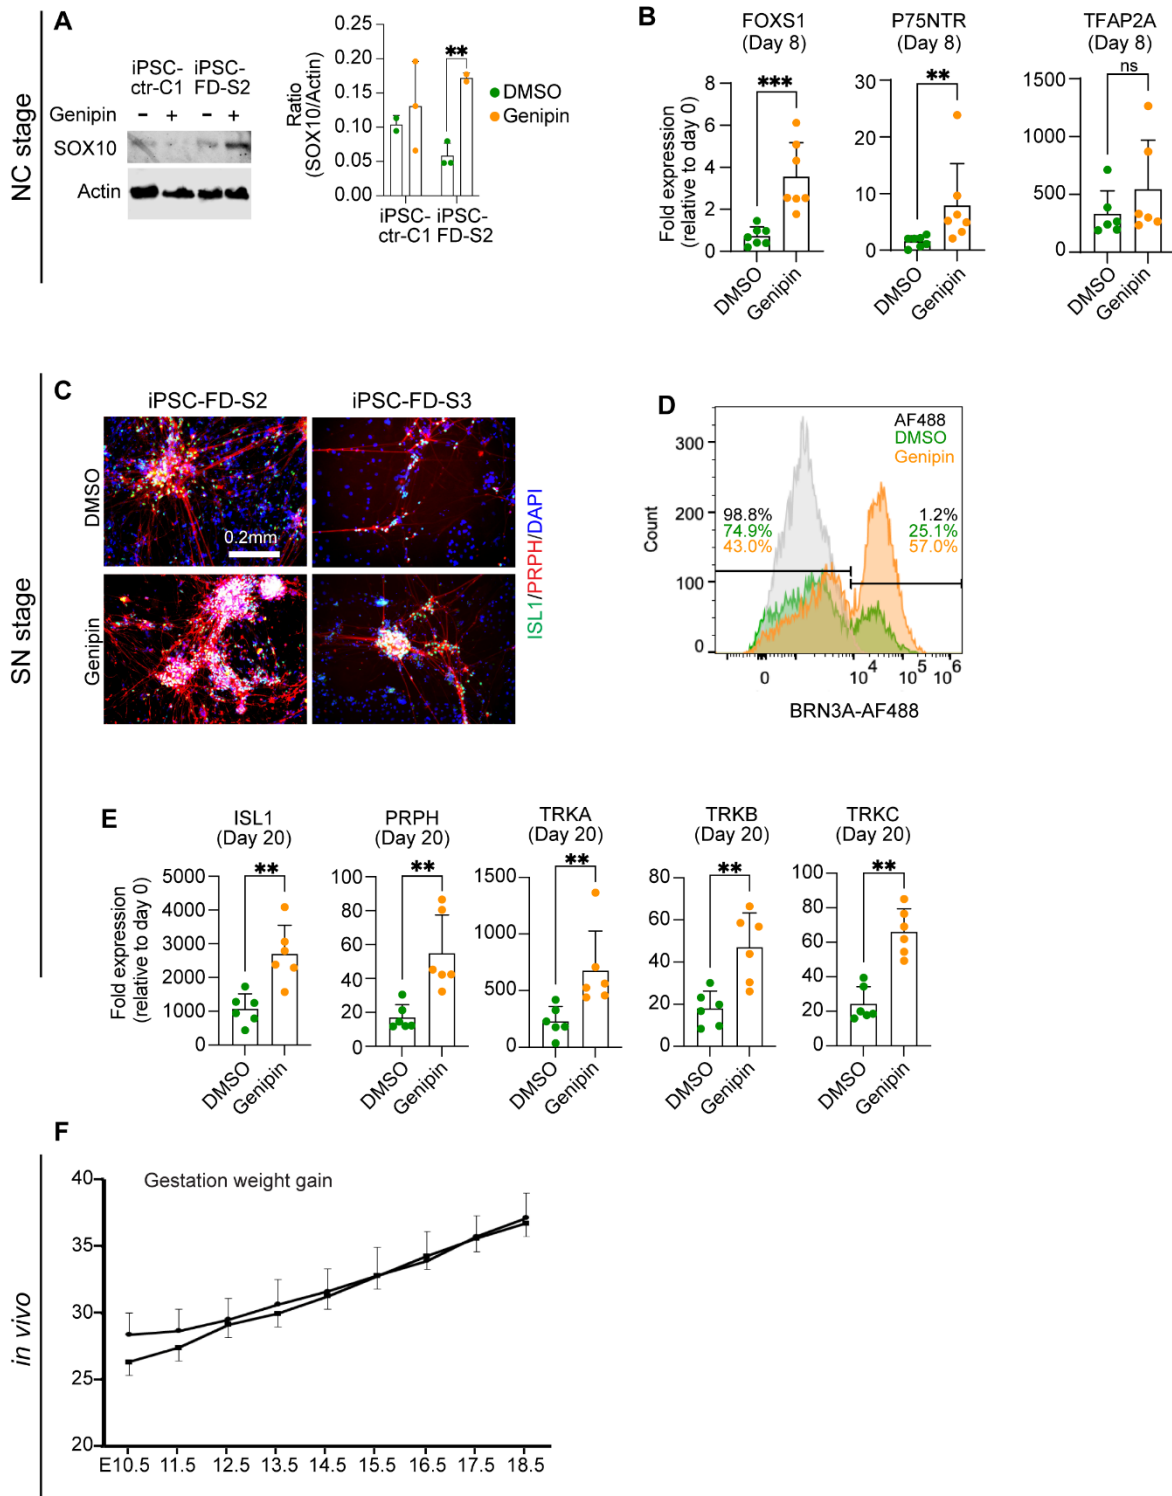 NC stage
A
iPSC-
ctr-C1
iPSC-
FD-S2
Genipin - + - +
SOX10
Actin
Ratio
(SOX10/Actin)
0.25
0.20
0.15
0.10
0.05
0.00
**
DMSO
Genipin
iPSC-
ctr-C1
iPSC-
FD-S2
B
FOXS1
(Day 8)
Fold expression
(relative to day 0)
8
6
4
2
0
***
DMSO
Genipin
P75NTR
(Day 8)
30
20
10
0
**
DMSO
Genipin
TFAP2A
(Day 8)
1500
1000
500
0
ns
DMSO
Genipin
SN stage
C
iPSC-FD-S2
iPSC-FD-S3
DMSO
0.2mm
Genipin
ISL1/PRPH/DAPI
D
Count
300
200
100
0
AF488
DMSO
Genipin
98.8%
74.9%
43.0%
1.2%
25.1%
57.0%
0 10^4 10^5 10^6
BRN3A-AF488
E
ISL1
(Day 20)
Fold expression
(relative to day 0)
5000
4000
3000
2000
1000
0
**
DMSO
Genipin
PRPH
(Day 20)
100
80
60
40
20
0
**
DMSO
Genipin
TRKA
(Day 20)
1500
1000
500
0
**
DMSO
Genipin
TRKB
(Day 20)
80
60
40
20
0
**
DMSO
Genipin
TRKC
(Day 20)
100
80
60
40
20
0
**
DMSO
Genipin
in vivo
F
Gestation weight gain
40
35
30
25
20
E10.5 11.5 12.5 13.5 14.5 15.5 16.5 17.5 18.5